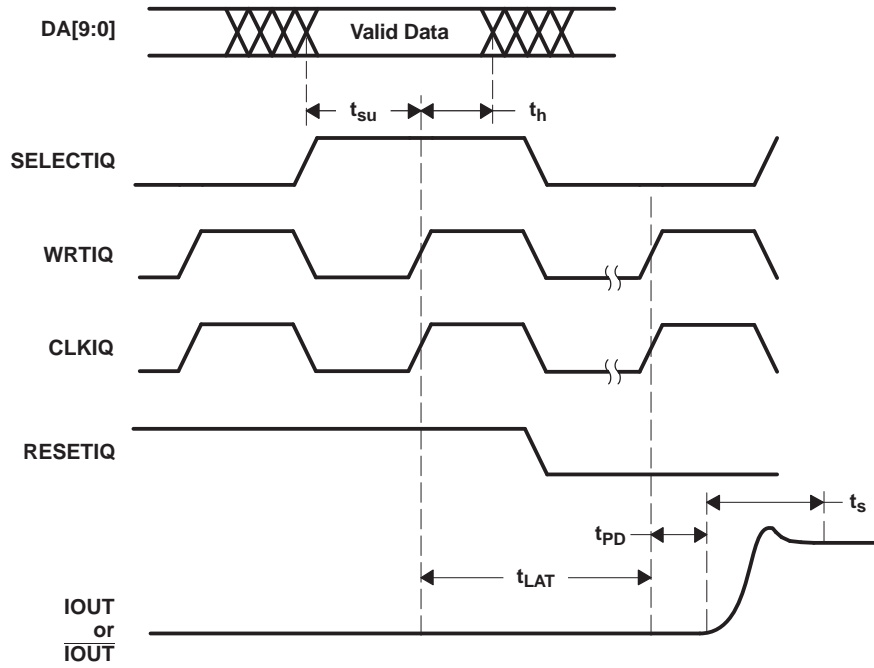 DA[9:0]
Valid Data
tsu
th
SELECTIQ
WRTIQ
CLKIQ
RESETIQ
ts
tPD
tLAT
IOUT
or
IOUT